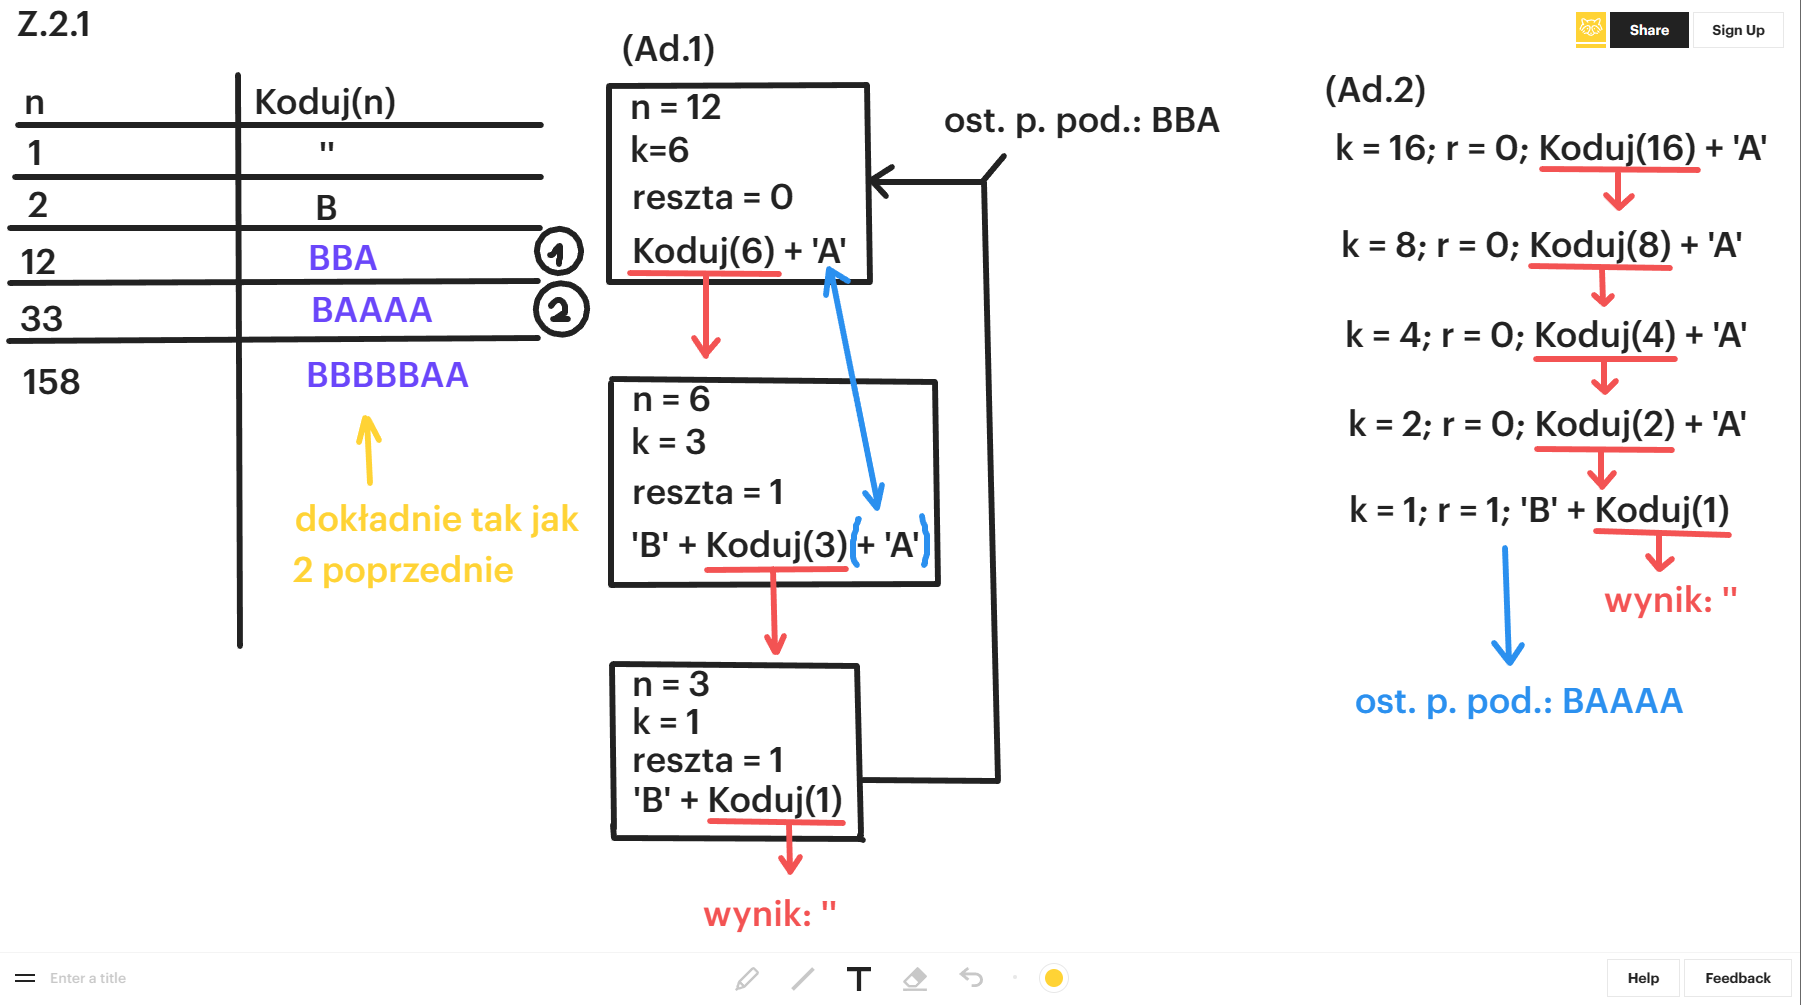 Z.2.1
n Koduj(n)
1 "
2 B
12 BBA 1
33 BAAAA 2
158 BBBBBAA
dokładnie tak jak
2 poprzednie
(Ad.1)
n = 12
k=6
reszta = 0
Koduj(6) + 'A'
ost. p. pod.: BBA
n = 6
k = 3
reszta = 1
'B' + Koduj(3) (+ 'A')
n = 3
k = 1
reszta = 1
'B' + Koduj(1)
wynik: "
(Ad.2)
k = 16; r = 0; Koduj(16) + 'A'
k = 8; r = 0; Koduj(8) + 'A'
k = 4; r = 0; Koduj(4) + 'A'
k = 2; r = 0; Koduj(2) + 'A'
k = 1; r = 1; 'B' + Koduj(1)
wynik: "
ost. p. pod.: BAAAA
Share
Sign Up
Enter a title
T
Help
Feedback